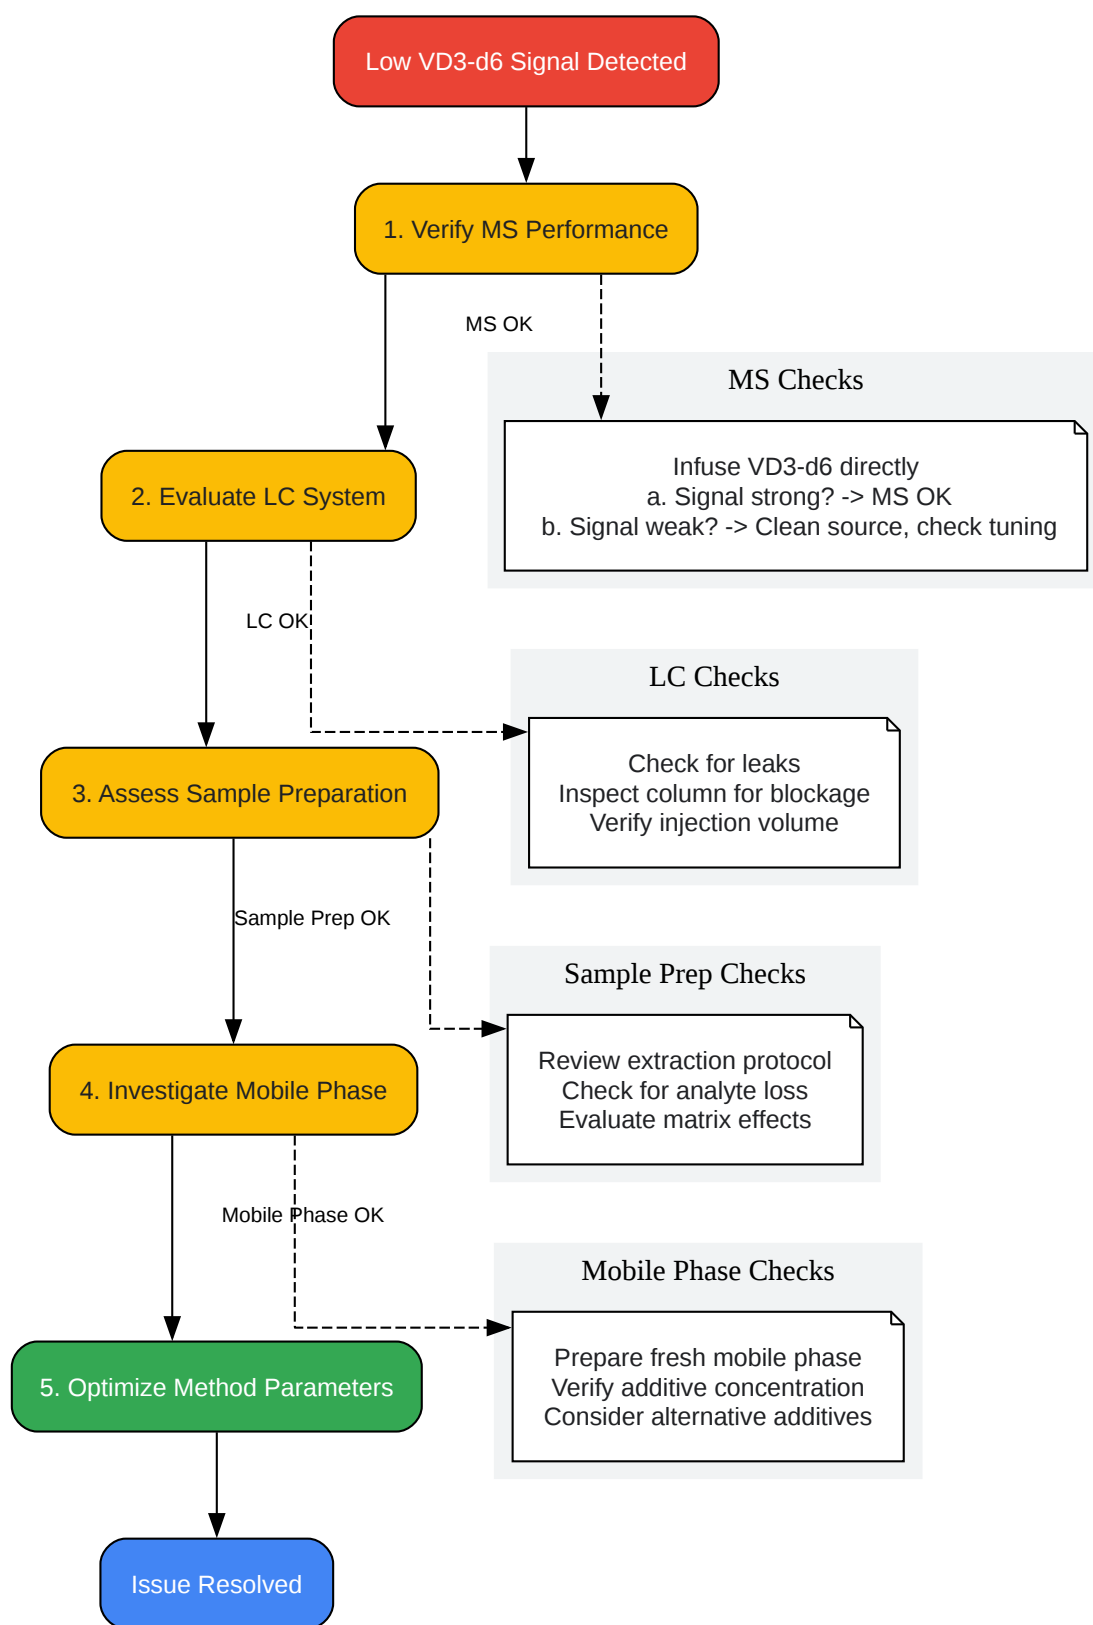 Low VD3-d6 Signal Detected
1. Verify MS Performance
MS OK
MS Checks
Infuse VD3-d6 directly
a. Signal strong? -> MS OK
b. Signal weak? -> Clean source, check tuning
2. Evaluate LC System
LC OK
LC Checks
Check for leaks
Inspect column for blockage
Verify injection volume
3. Assess Sample Preparation
Sample Prep OK
Sample Prep Checks
Review extraction protocol
Check for analyte loss
Evaluate matrix effects
4. Investigate Mobile Phase
Mobile Phase OK
Mobile Phase Checks
Prepare fresh mobile phase
Verify additive concentration
Consider alternative additives
5. Optimize Method Parameters
Issue Resolved